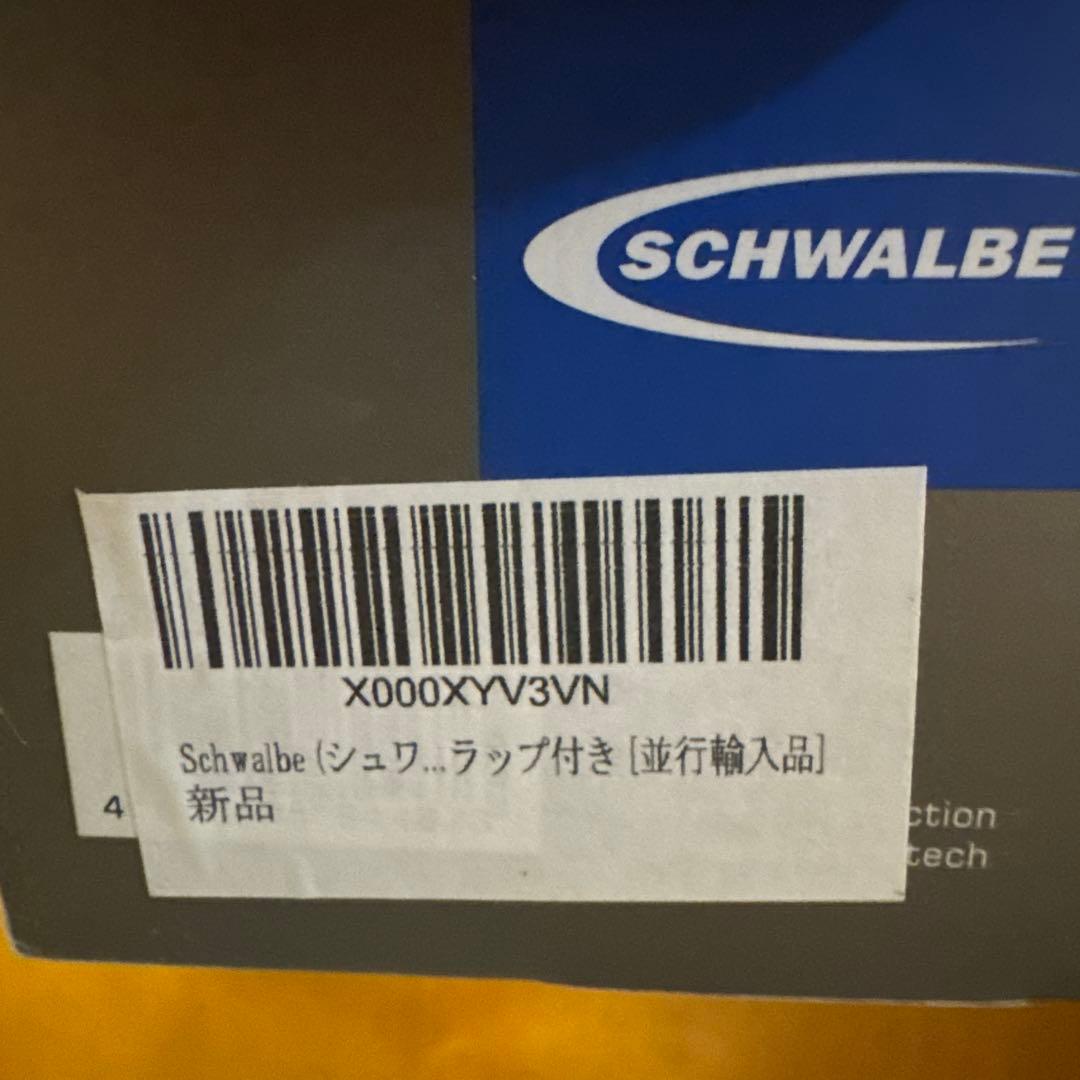 SCHWALBE
X000XYV3VN
Schwalbe (シュワ...ラップ付き [並行輸入品]
新品
4
ction
tech